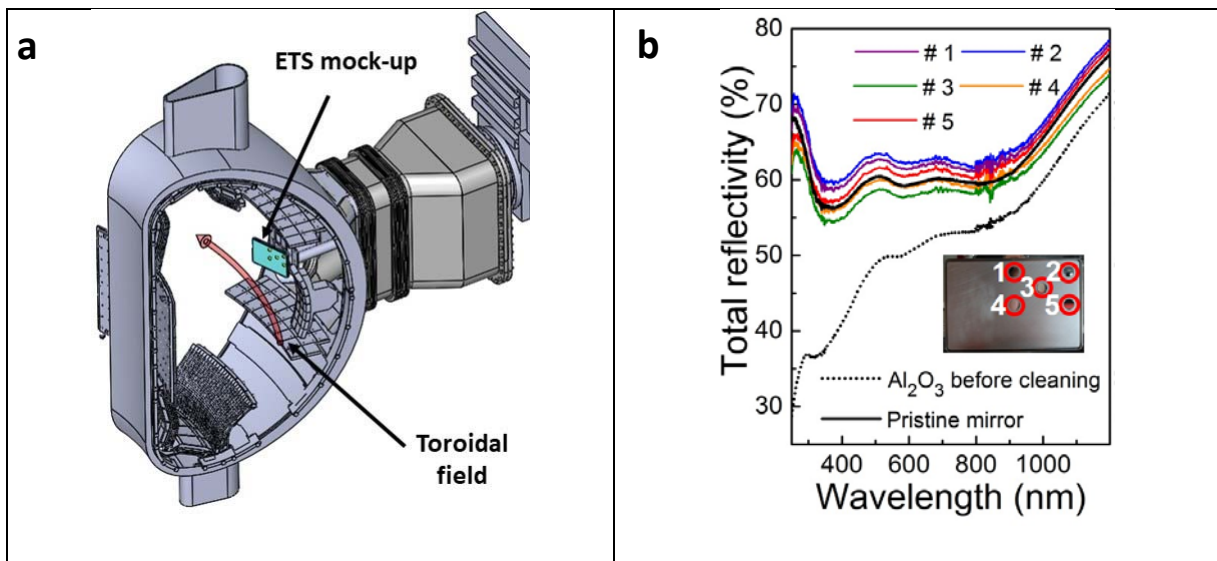 a
ETS mock-up
Toroidal
field
b
Total reflectivity (%)
80
70
60
50
40
30
# 1 # 2
# 3 # 4
# 5
1 2
3
4 5
Al₂O₃ before cleaning
Pristine mirror
400 600 800 1000
Wavelength (nm)